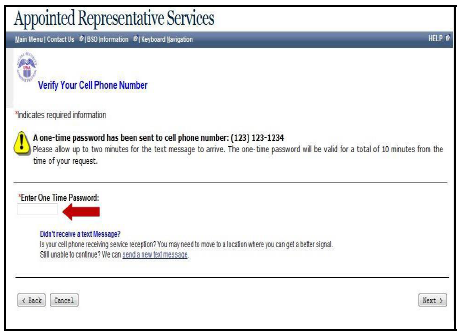 Appointed Representative Services
Main Menu | Contact Us | BSO Information | Keyboard Navigation HELP
Verify Your Cell Phone Number
*Indicates required information
A one-time password has been sent to cell phone number: (123) 123-1234
Please allow up to two minutes for the text message to arrive. The one-time password will be valid for a total of 10 minutes from the
time of your request.
*Enter One Time Password:
Didn't receive a text Message?
Is your cell phone receiving service reception? You may need to move to a location where you can get a better signal.
Still unable to continue? We can send a new text message.
< Back Cancel Next >